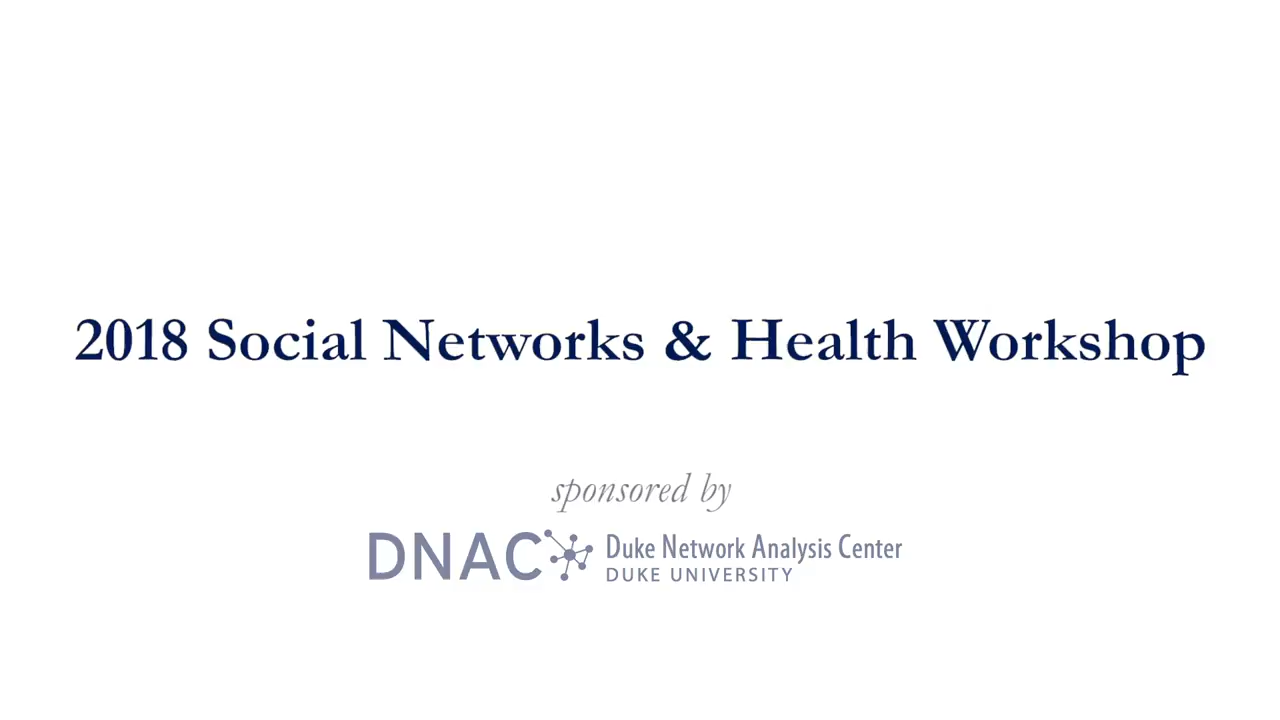 2018 Social Networks & Health Workshop
sponsored by
DNAC Duke Network Analysis Center
DUKE UNIVERSITY